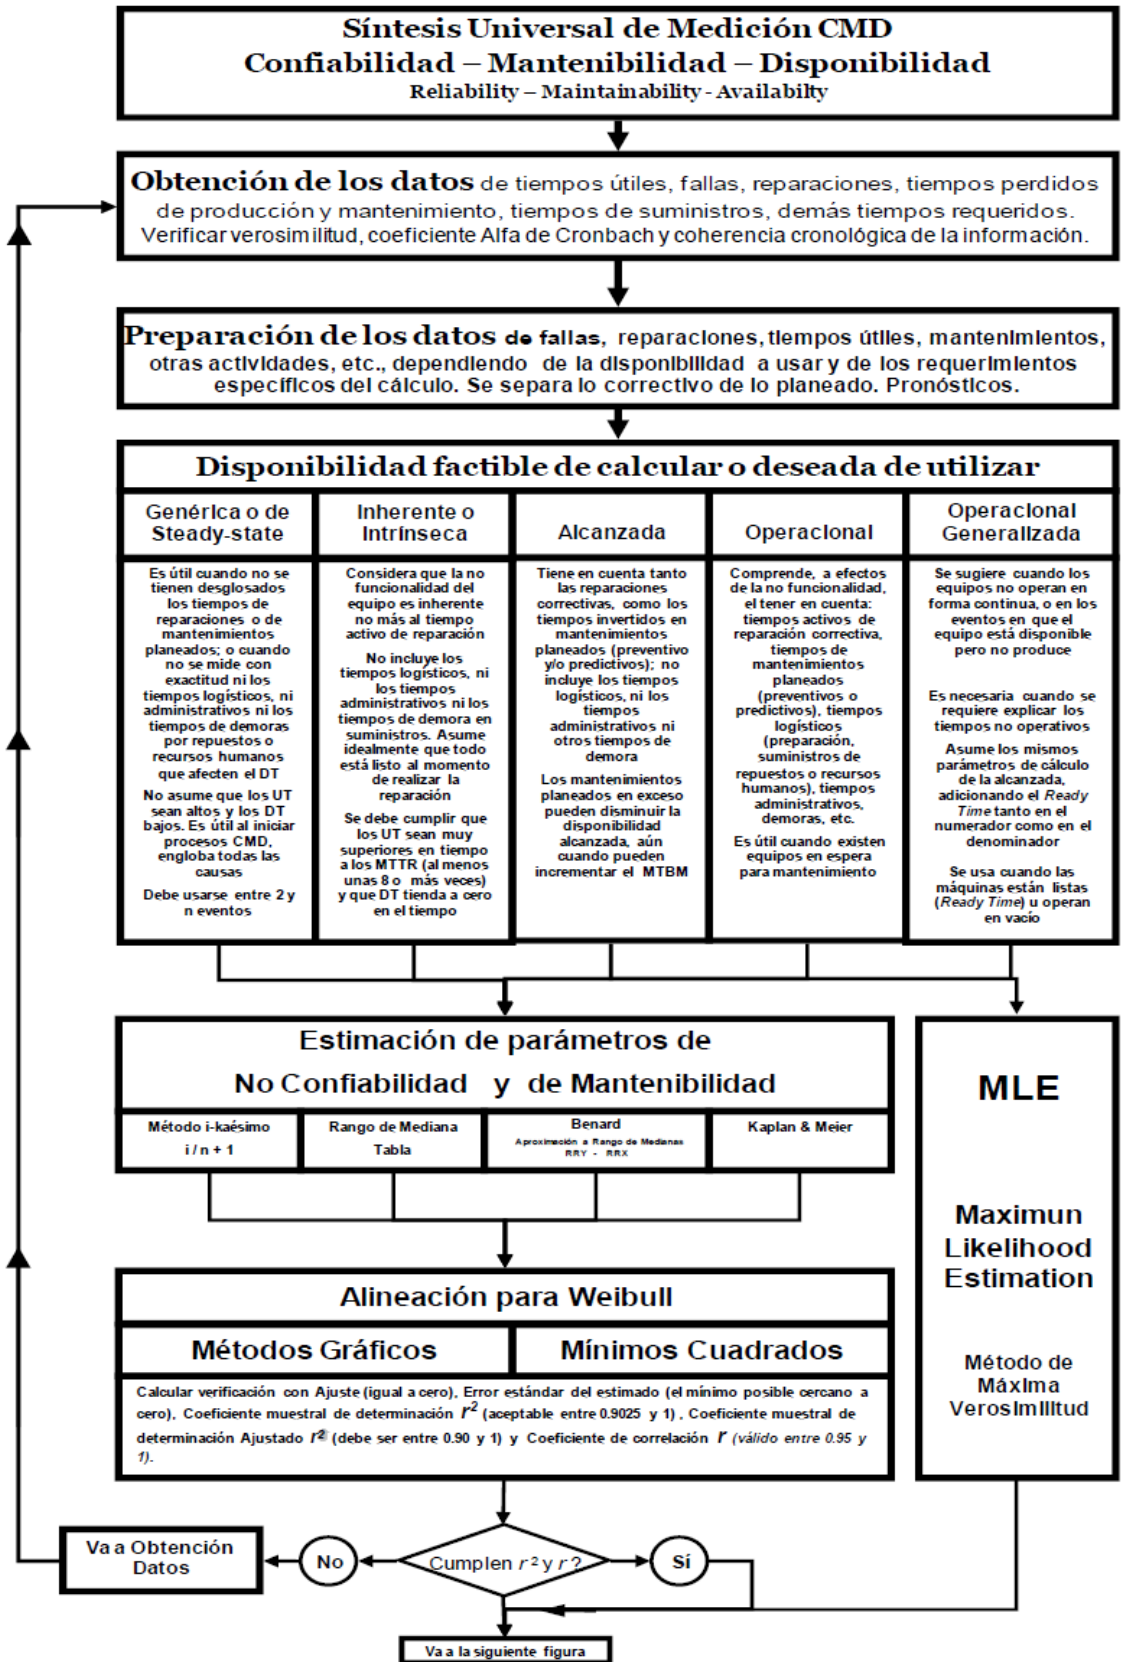 Síntesis Universal de Medición CMD
Confiabilidad – Mantenibilidad – Disponibilidad
Reliability – Maintainability - Availabilty
Obtención de los datos de tiempos útiles, fallas, reparaciones, tiempos perdidos
de producción y mantenimiento, tiempos de suministros, demás tiempos requeridos.
Verificar verosimilitud, coeficiente Alfa de Cronbach y coherencia cronológica de la información.
Preparación de los datos de fallas, reparaciones, tiempos útiles, mantenimientos,
otras actividades, etc., dependiendo de la disponibilidad a usar y de los requerimientos
específicos del cálculo. Se separa lo correctivo de lo planeado. Pronósticos.
Disponibilidad factible de calcular o deseada de utilizar
Genérica o de
Steady-state
Es útil cuando no se
tienen desglosados
los tiempos de
reparaciones o de
mantenimientos
planeados; o cuando
no se mide con
exactitud ni los
tiempos logísticos, ni
administrativos ni los
tiempos de demoras
por repuestos o
recursos humanos
que afecten el DT
No asume que los UT
sean altos y los DT
bajos. Es útil al iniciar
procesos CMD,
engloba todas las
causas
Debe usarse entre 2 y
n eventos
Inherente o
Intrínseca
Considera que la no
funcionalidad del
equipo es inherente
no más al tiempo
activo de reparación
No incluye los
tiempos logísticos, ni
los tiempos
administrativos ni los
tiempos de demora en
suministros. Asume
idealmente que todo
está listo al momento
de realizar la
reparación
Se debe cumplir que
los UT sean muy
superiores en tiempo
a los MTTR (al menos
unas 8 o más veces)
y que DT tienda a cero
en el tiempo
Alcanzada
Tiene en cuenta tanto
las reparaciones
correctivas, como los
tiempos invertidos en
mantenimientos
planeados (preventivo
y/o predictivos); no
incluye los tiempos
logísticos, ni los
tiempos
administrativos ni
otros tiempos de
demora
Los mantenimientos
planeados en exceso
pueden disminuir la
disponibilidad
alcanzada, aún
cuando pueden
incrementar el MTBM
Operacional
Comprende, a efectos
de la no funcionalidad,
el tener en cuenta:
tiempos activos de
reparación correctiva,
tiempos de
mantenimientos
planeados
(preventivos o
predictivos), tiempos
logísticos
(preparación,
suministros de
repuestos o recursos
humanos), tiempos
administrativos,
demoras, etc.
Es útil cuando existen
equipos en espera
para mantenimiento
Operacional
Generalizada
Se sugiere cuando los
equipos no operan en
forma continua, o en los
eventos en que el
equipo está disponible
pero no produce
Es necesaria cuando se
requiere explicar los
tiempos no operativos
Asume los mismos
parámetros de cálculo
de la alcanzada,
adicionando el Ready
Time tanto en el
numerador como en el
denominador
Se usa cuando las
máquinas están listas
(Ready Time) u operan
en vacío
Estimación de parámetros de
No Confiabilidad y de Mantenibilidad
Método i-kaésimo
i / n + 1
Rango de Mediana
Tabla
Benard
Aproximación a Rango de Medianas
RRY - RRX
Kaplan & Meier
MLE
Maximun
Likelihood
Estimation
Método de
Máxima
Verosimilitud
Alineación para Weibull
Métodos Gráficos
Mínimos Cuadrados
Calcular verificación con Ajuste (igual a cero), Error estándar del estimado (el mínimo posible cercano a
cero), Coeficiente muestral de determinación r² (aceptable entre 0.9025 y 1) , Coeficiente muestral de
determinación Ajustado r² (debe ser entre 0.90 y 1) y Coeficiente de correlación r (válido entre 0.95 y
1).
Va a Obtención
Datos
No
Cumplen r² y r?
Sí
Va a la siguiente figura